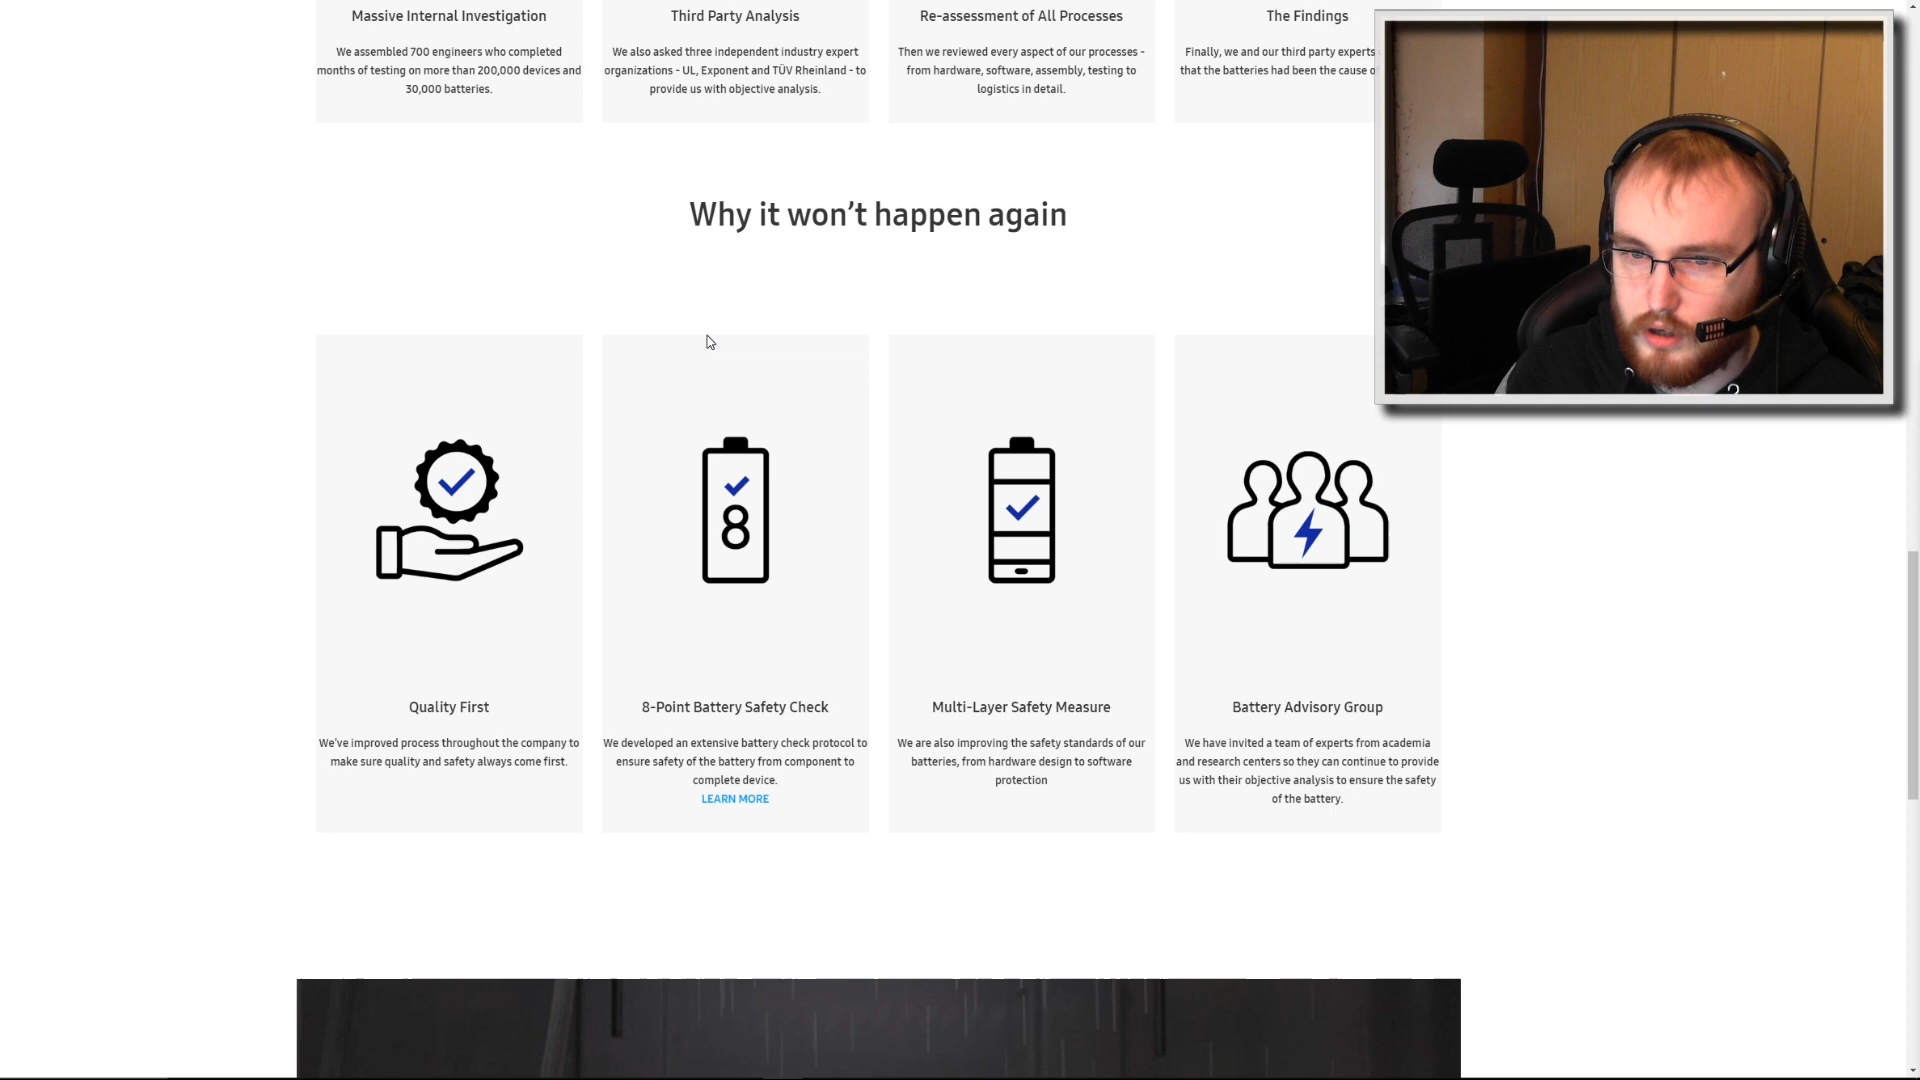 Massive Internal Investigation
We assembled 700 engineers who completed
months of testing on more than 200,000 devices and
30,000 batteries.
Third Party Analysis
We also asked three independent industry expert
organizations - UL, Exponent and TÜV Rheinland - to
provide us with objective analysis.
Re-assessment of All Processes
Then we reviewed every aspect of our processes -
from hardware, software, assembly, testing to
logistics in detail.
The Findings
Finally, we and our third party experts
that the batteries had been the cause
Why it won’t happen again
8
Quality First
We’ve improved process throughout the company to
make sure quality and safety always come first.
8-Point Battery Safety Check
We developed an extensive battery check protocol to
ensure safety of the battery from component to
complete device.
LEARN MORE
Multi-Layer Safety Measure
We are also improving the safety standards of our
batteries, from hardware design to software
protection
Battery Advisory Group
We have invited a team of experts from academia
and research centers so they can continue to provide
us with their objective analysis to ensure the safety
of the battery.